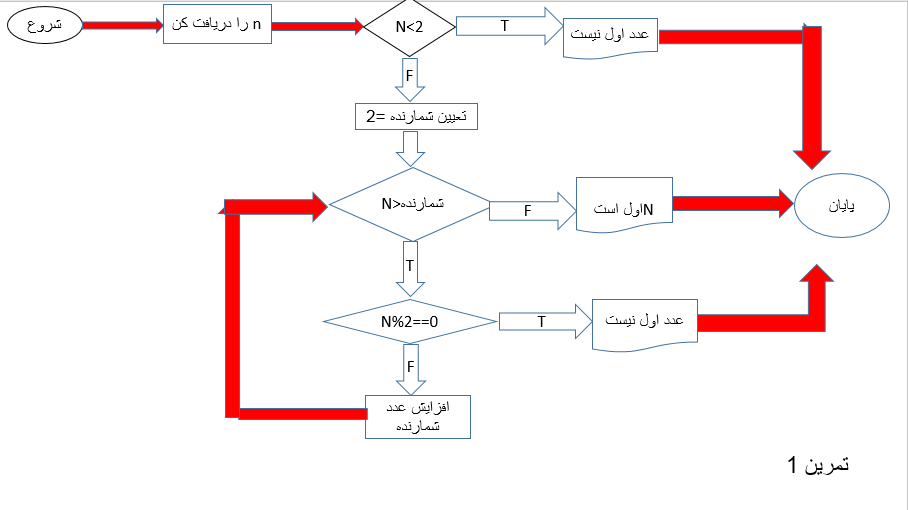 شروع
n را دریافت کن
N<2
T
عدد اول نیست
F
تعیین شمارنده =2
N>شمارنده
F
Nاول است
پایان
T
N%2==0
T
عدد اول نیست
F
افزایش عدد
شمارنده
تمرین 1